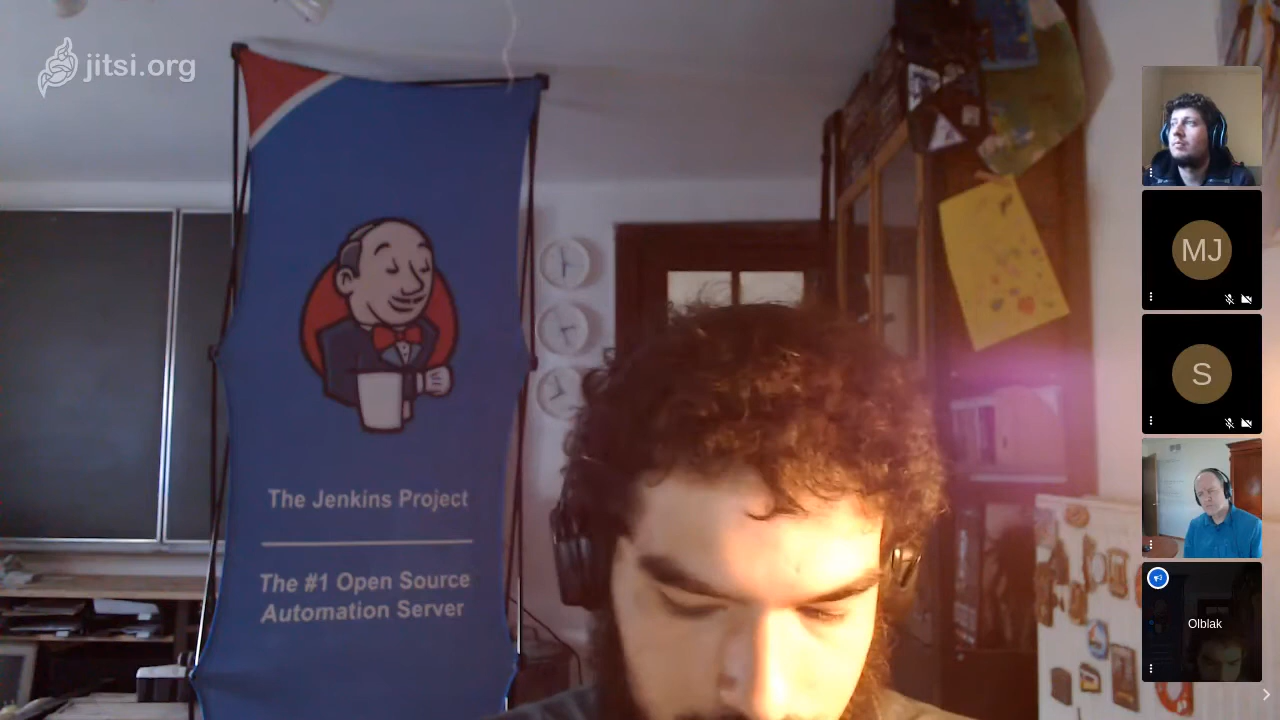 jitsi.org
The Jenkins Project
The #1 Open Source
Automation Server
MJ
S
Olblak